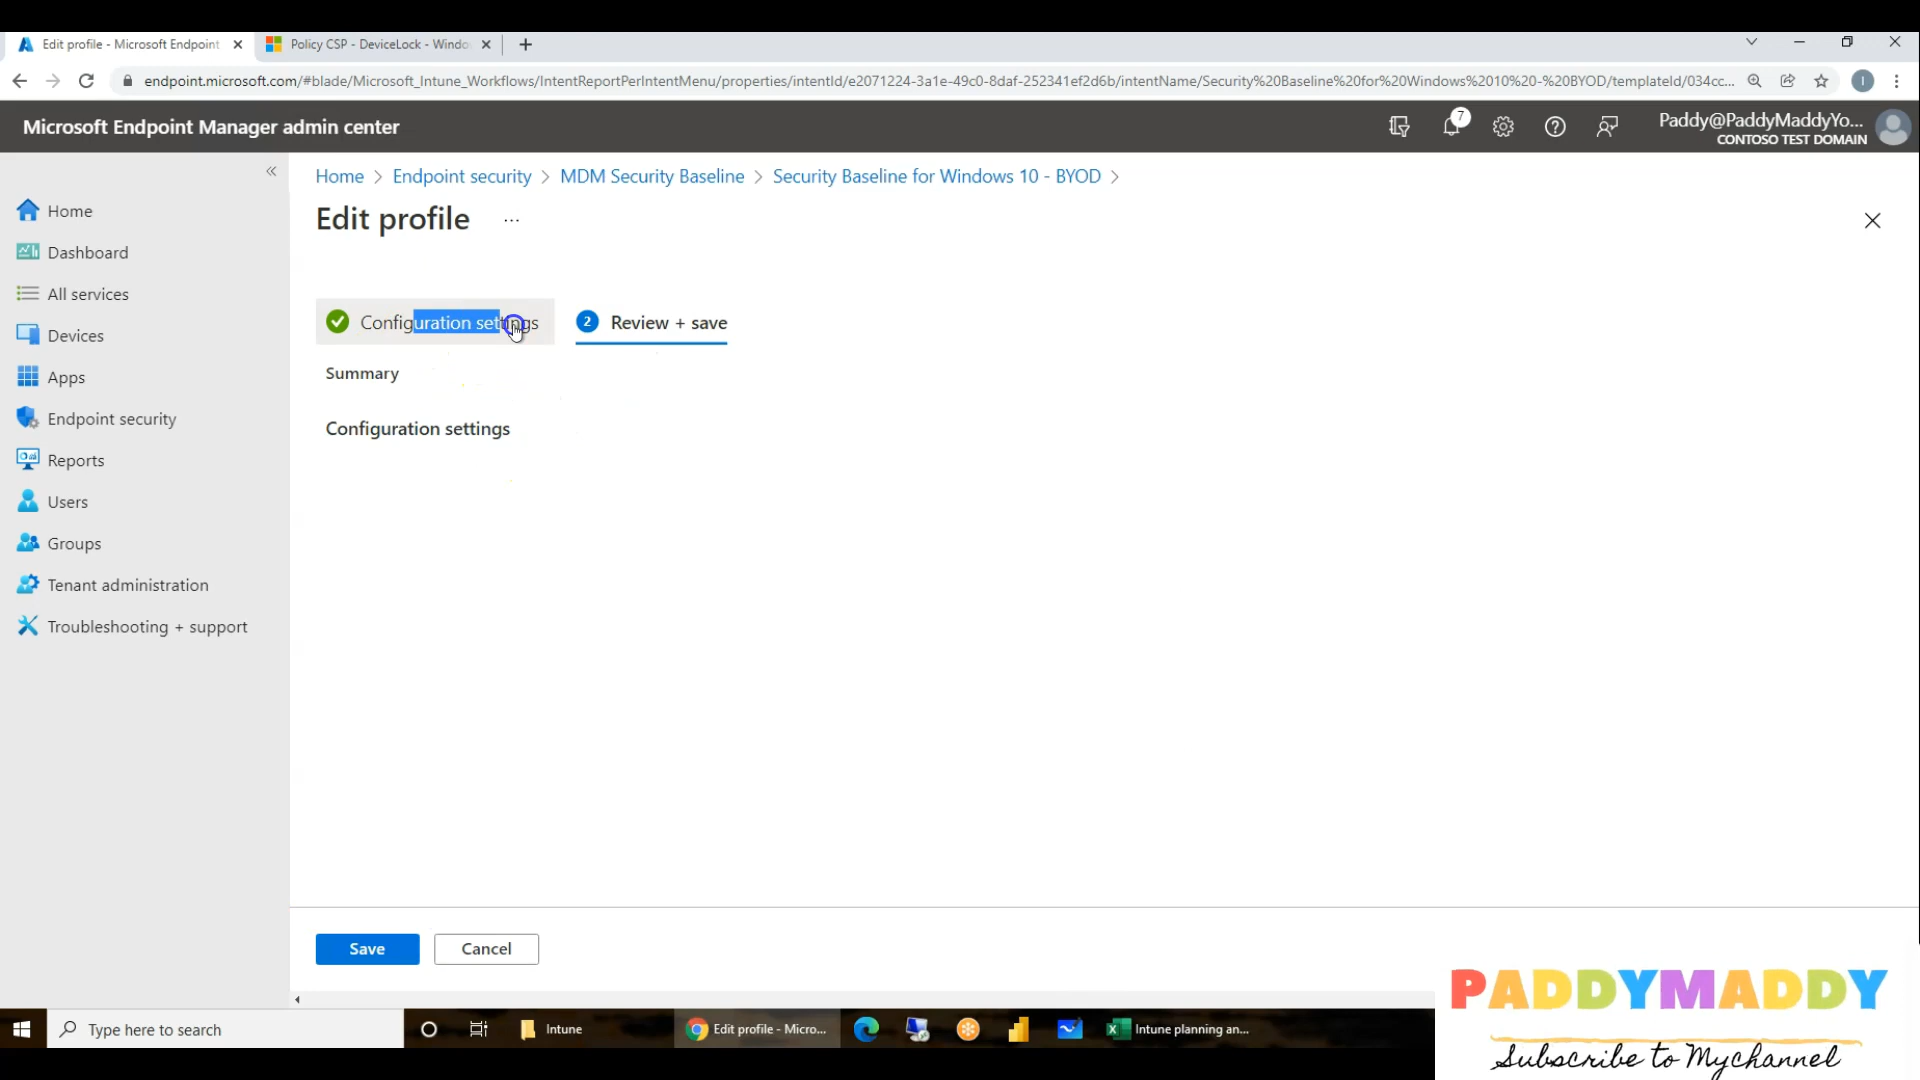 Edit profile - Microsoft Endpoint
Policy CSP - DeviceLock - Windo
endpoint.microsoft.com/#blade/Microsoft_Intune_Workflows/IntentReportPerIntentMenu/properties/intentId/e2071224-3a1e-49c0-8daf-252341ef2d6b/intentName/Security%20Baseline%20for%20Windows%2010%20-%20BYOD/templateId/034cc...
I
Microsoft Endpoint Manager admin center
7
Paddy@PaddyMaddyYo...
CONTOSO TEST DOMAIN
Home > Endpoint security > MDM Security Baseline > Security Baseline for Windows 10 - BYOD >
Edit profile ...
Home
Dashboard
All services
Devices
Apps
Endpoint security
Reports
Users
Groups
Tenant administration
Troubleshooting + support
Configuration settings
2 Review + save
Summary
Configuration settings
Save
Cancel
PADDYMADDY
Subscribe to Mychannel
Type here to search
Intune
Edit profile - Micro...
Intune planning an...